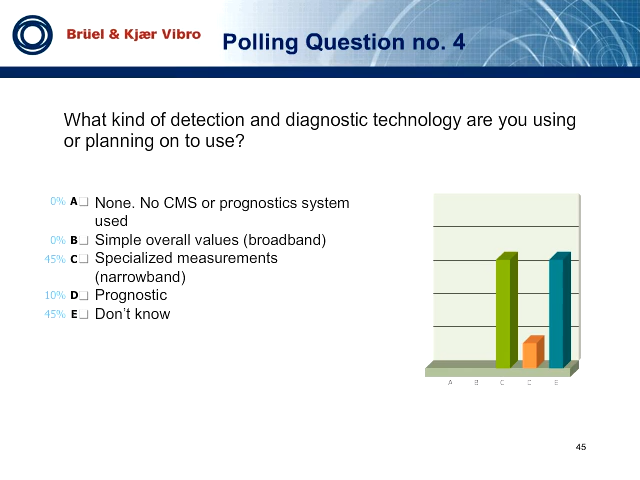 Brüel & Kjær Vibro
Polling Question no. 4
What kind of detection and diagnostic technology are you using
or planning on to use?
0% A❑ None. No CMS or prognostics system
used
0% B❑ Simple overall values (broadband)
45% C❑ Specialized measurements
(narrowband)
10% D❑ Prognostic
45% E❑ Don't know
A B C C E
45